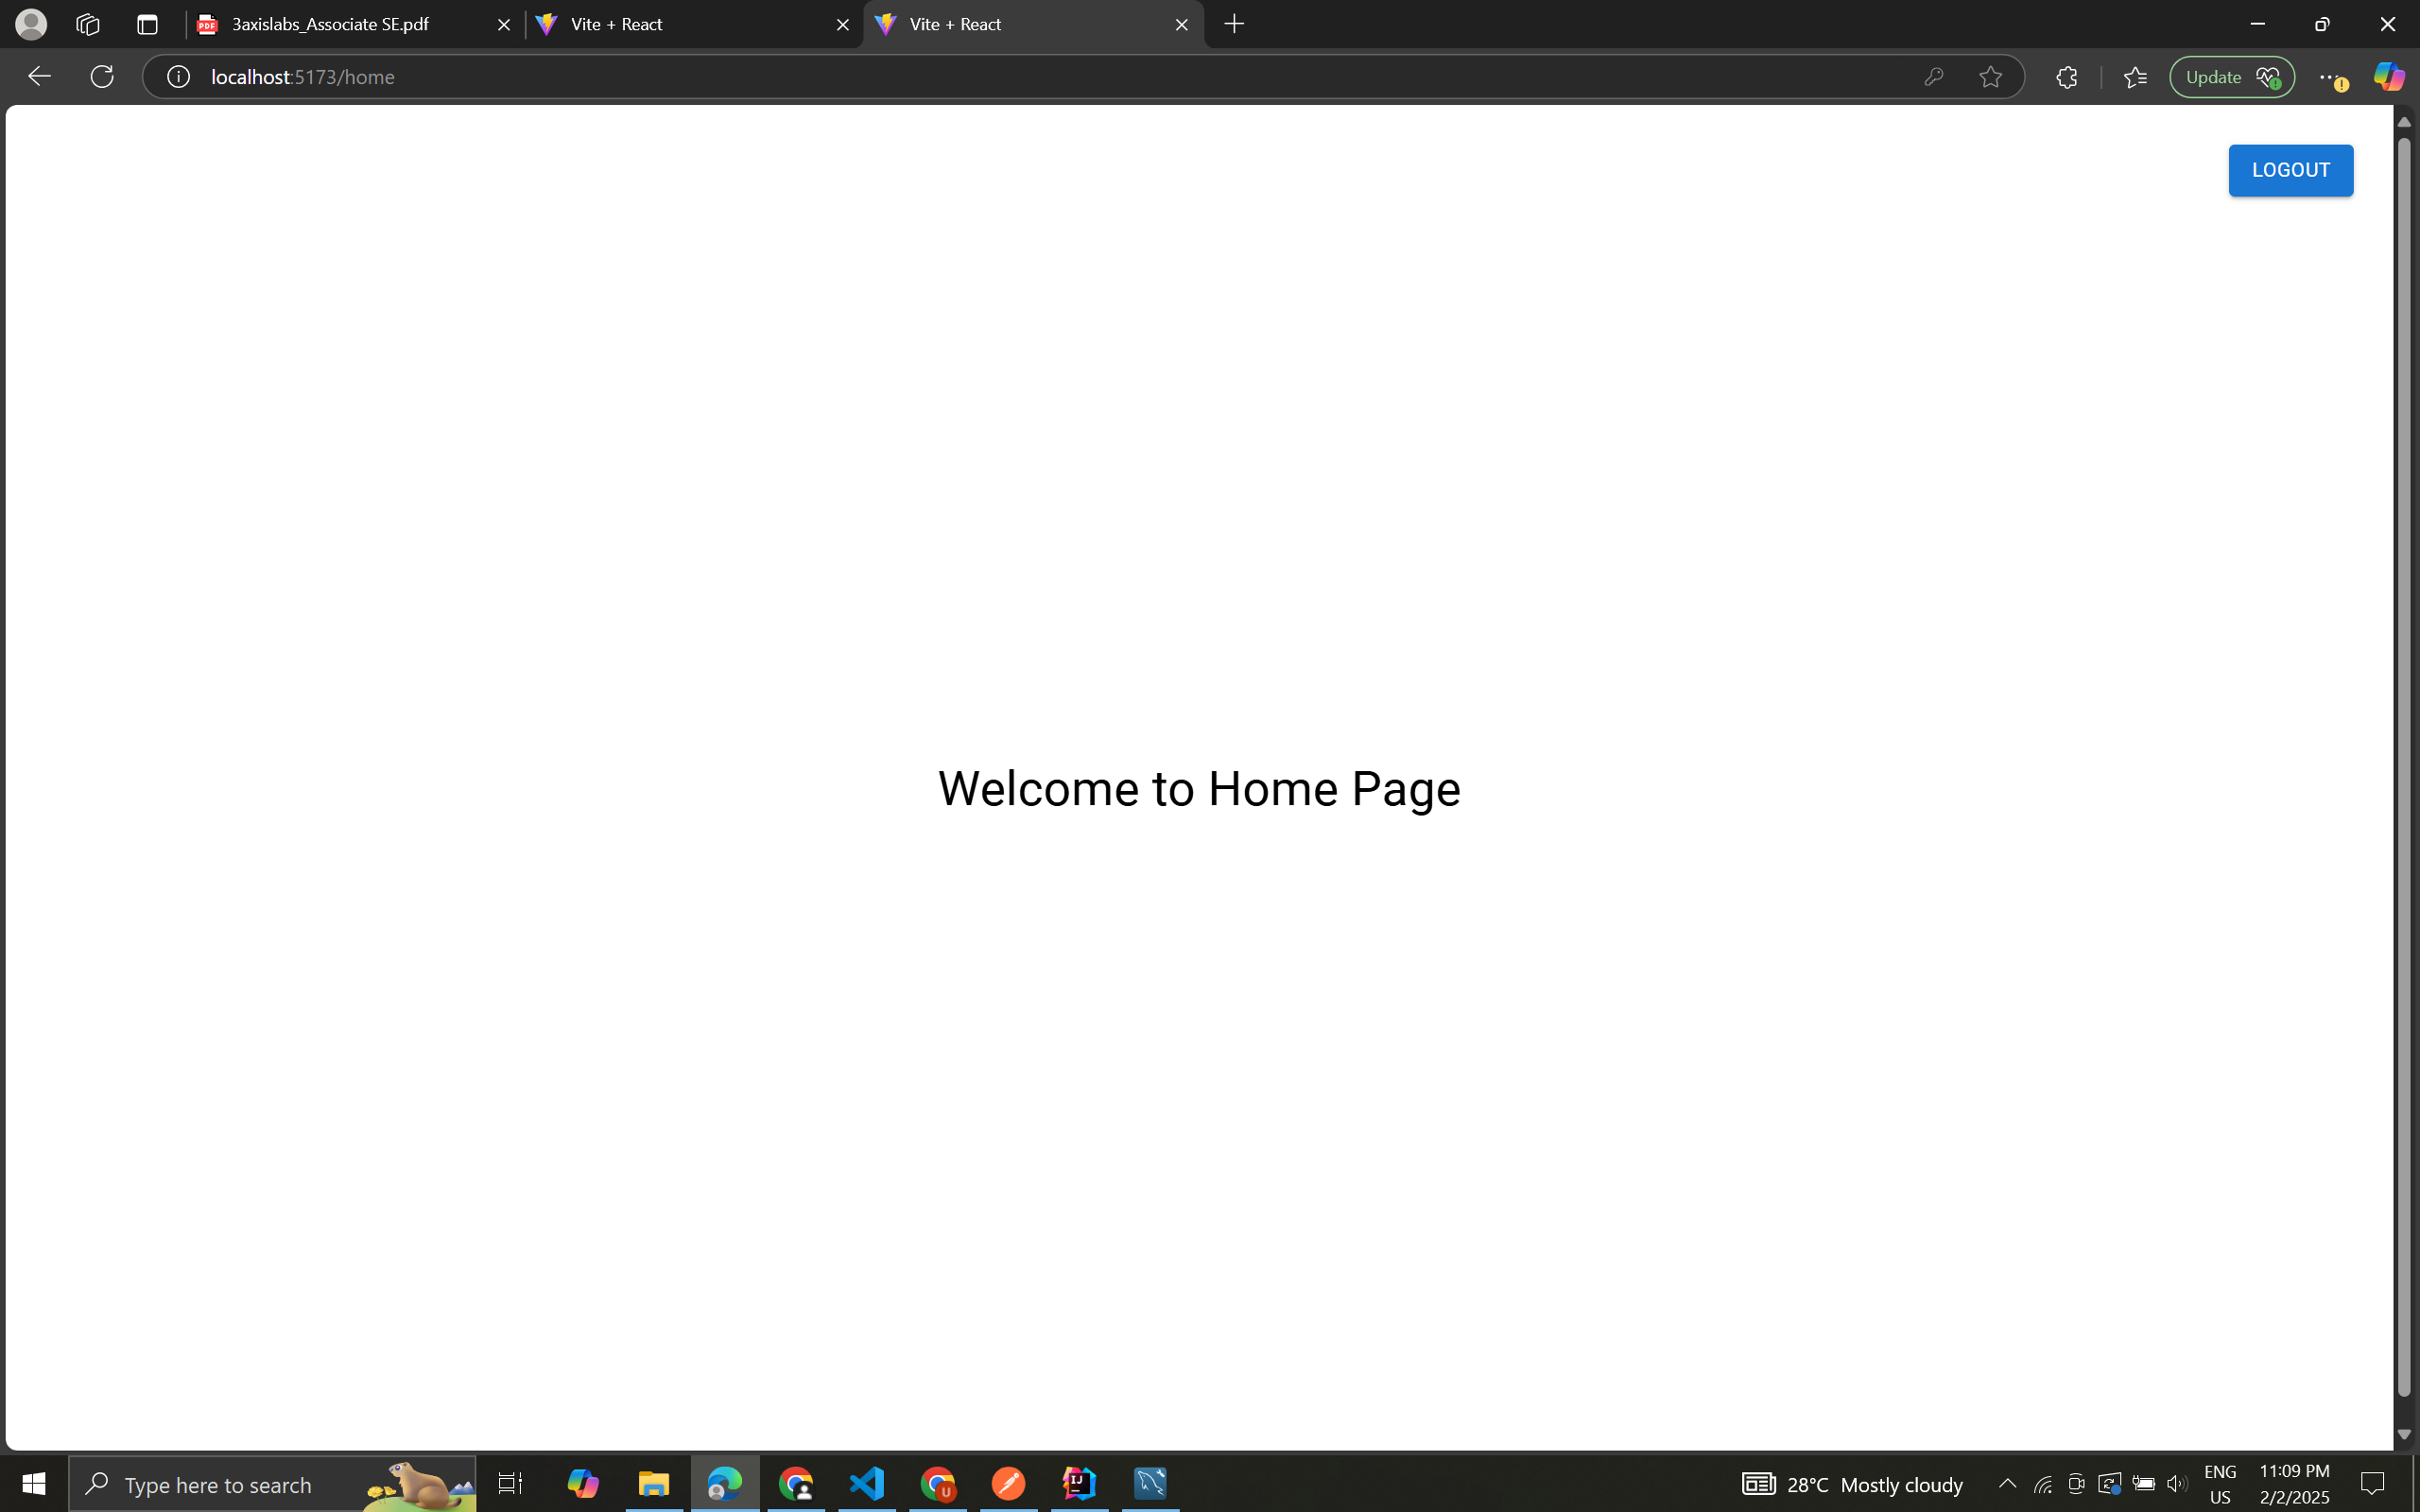 3axislabs_Associate SE.pdf
Vite + React
Vite + React
localhost:5173/home
Update
LOGOUT
Welcome to Home Page
Type here to search
28°C Mostly cloudy
ENG
US
11:09 PM
2/2/2025